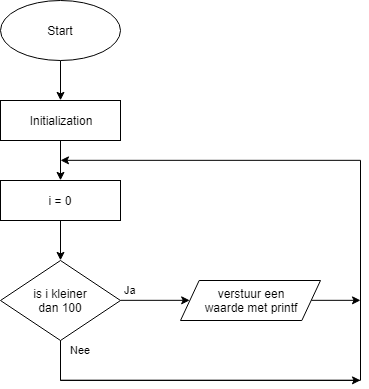 Start
Initialization
i = 0
is i kleiner
dan 100
Ja
verstuur een
waarde met printf
Nee